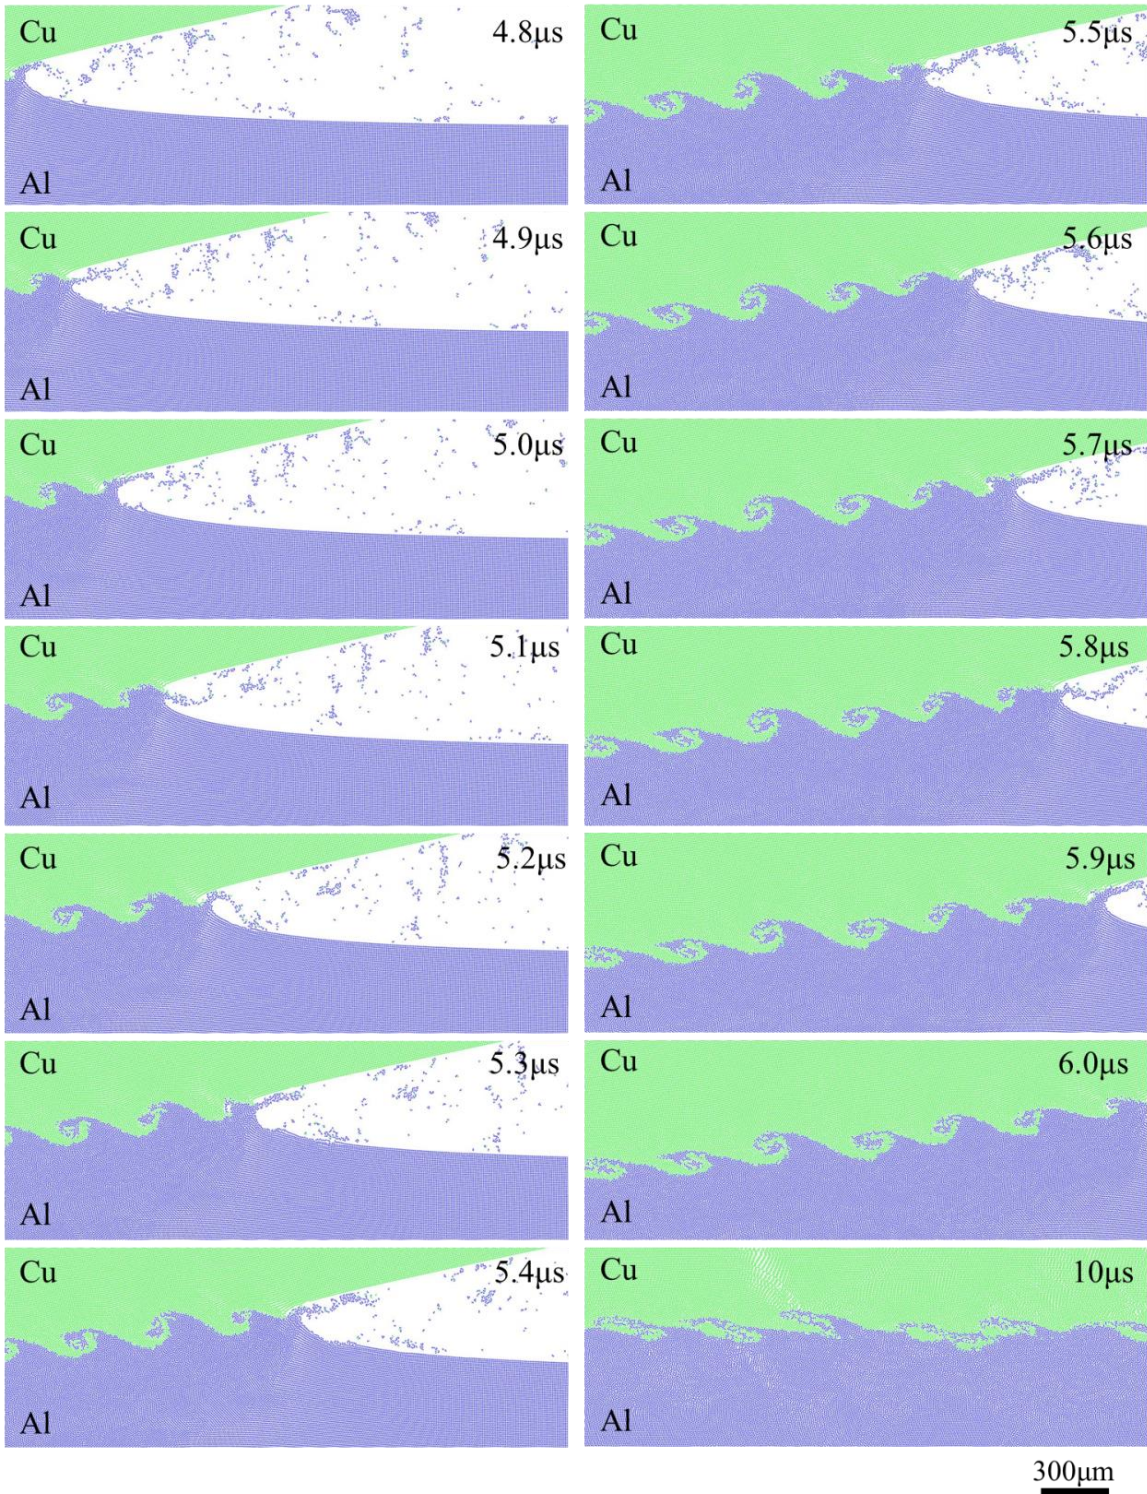 Cu
4.8μs
Al
Cu
4.9μs
Al
Cu
5.0μs
Al
Cu
5.1μs
Al
Cu
5.2μs
Al
Cu
5.3μs
Al
Cu
5.4μs
Al
Cu
5.5μs
Al
Cu
5.6μs
Al
Cu
5.7μs
Al
Cu
5.8μs
Al
Cu
5.9μs
Al
Cu
6.0μs
Al
Cu
10μs
Al
300μm